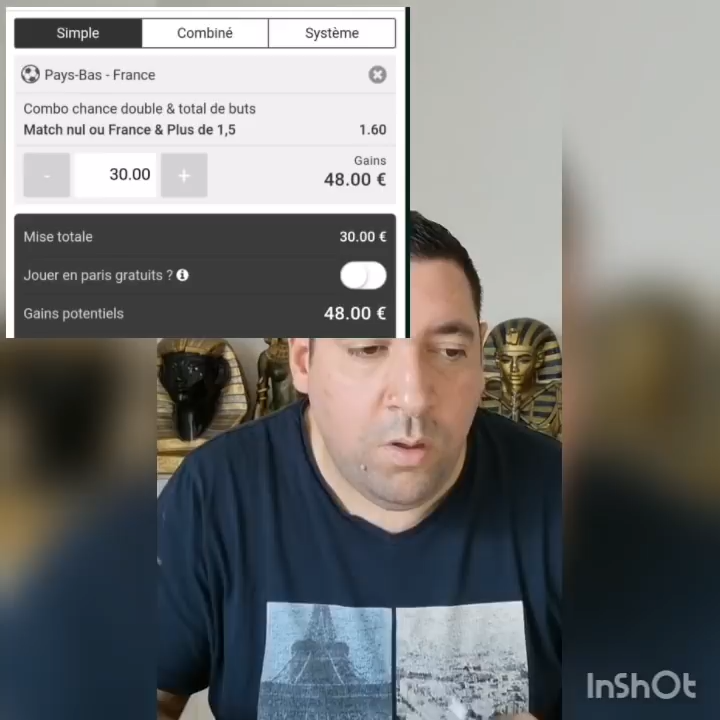 Simple Combiné Système
Pays-Bas - France
Combo chance double & total de buts
Match nul ou France & Plus de 1,5 1.60
Gains
- 30.00 + 48.00 €
Mise totale 30.00 €
Jouer en paris gratuits ?
Gains potentiels 48.00 €
InShOt